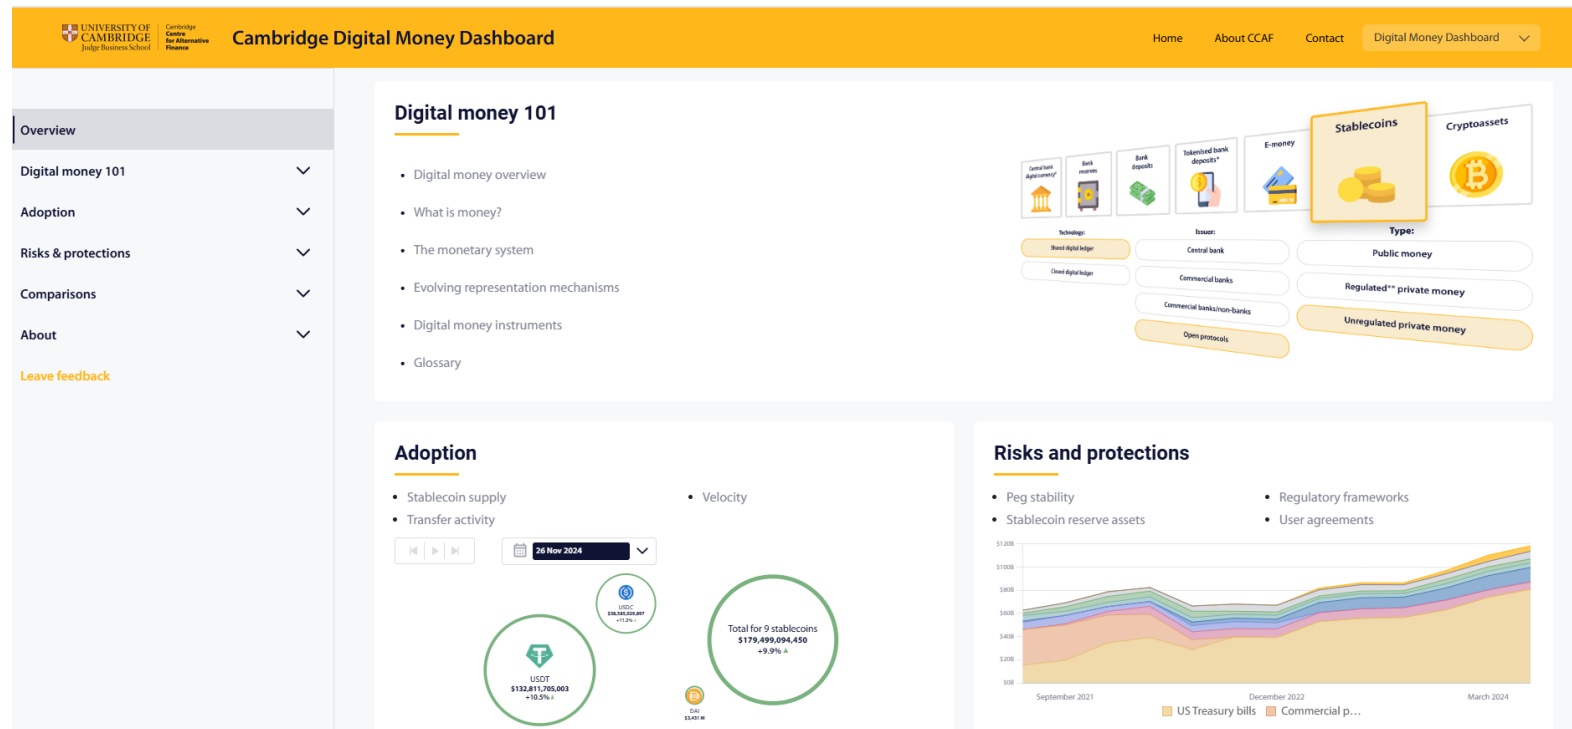 UNIVERSITY OF
CAMBRIDGE
Judge Business School
Cambridge
Centre
for Alternative
Finance
Cambridge Digital Money Dashboard
Home
About CCAF
Contact
Digital Money Dashboard
Overview
Digital money 101
Adoption
Risks & protections
Comparisons
About
Leave feedback
Digital money 101
Digital money overview
What is money?
The monetary system
Evolving representation mechanisms
Digital money instruments
Glossary
Central bank
digital currency*
Bank
reserves
Bank
deposits
Tokenised bank
deposits*
E-money
Stablecoins
Cryptoassets
Technology:
Shared digital ledger
Closed digital ledger
Issuer:
Central bank
Commercial banks
Commercial banks/non-banks
Open protocols
Type:
Public money
Regulated** private money
Unregulated private money
Adoption
Stablecoin supply
Velocity
Transfer activity
26 Nov 2024
USDC
+11.2%
USDT
$132,811,705,003
+10.5%
Total for 9 stablecoins
$179,499,094,450
+9.9%
DAI
$3,431 M
Risks and protections
Peg stability
Regulatory frameworks
Stablecoin reserve assets
User agreements
$120B
$100B
$80B
$60B
$40B
$20B
$0B
September 2021
December 2022
March 2024
US Treasury bills
Commercial p...